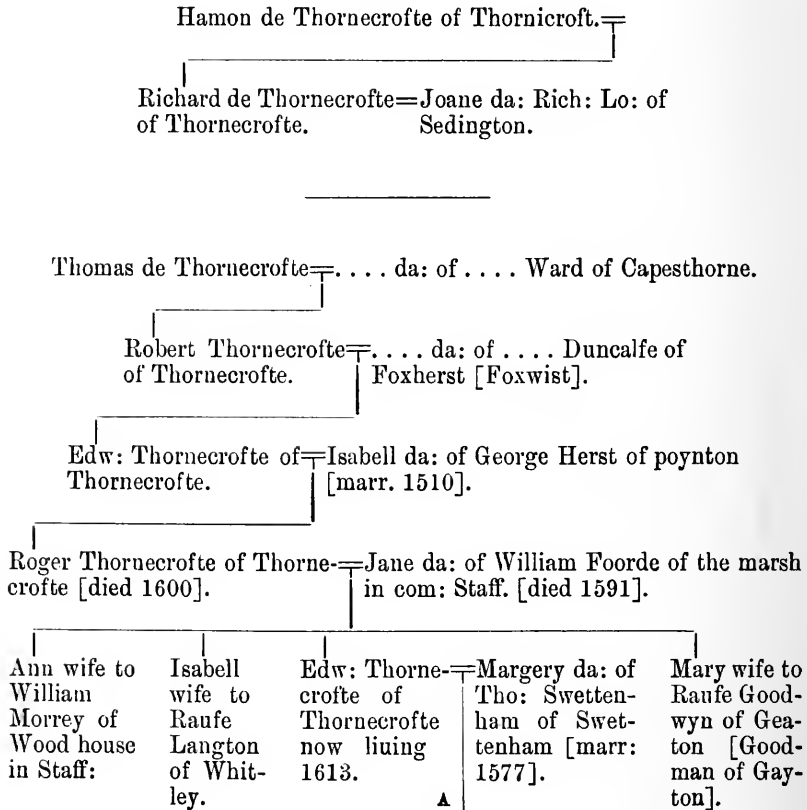 Hamon de Thornecrofte of Thornicroft.
Richard de Thornecrofte=Joane da: Rich: Lo: of
of Thornecrofte. Sedington.
Thomas de Thornecrofte=. . . . da: of . . . . Ward of Capesthorne.
Robert Thornecrofte=. . . . da: of . . . . Duncalfe of
of Thornecrofte. Foxherst [Foxwist].
Edw: Thornecrofte of=Isabell da: of George Herst of poynton
Thornecrofte. [marr. 1510].
Roger Thornecrofte of Thorne-=Jane da: of William Foorde of the marsh
crofte [died 1600]. in com: Staff. [died 1591].
Ann wife to
William
Morrey of
Wood house
in Staff:
Isabell
wife to
Raufe
Langton
of Whit-
ley.
Edw: Thorne-
crofte of
Thornecrofte
now liuing
1613.
=Margery da: of
Tho: Swetten-
ham of Swet-
tenham [marr:
1577].
A
Mary wife to
Raufe Good-
wyn of Gea-
ton [Good-
man of Gay-
ton].